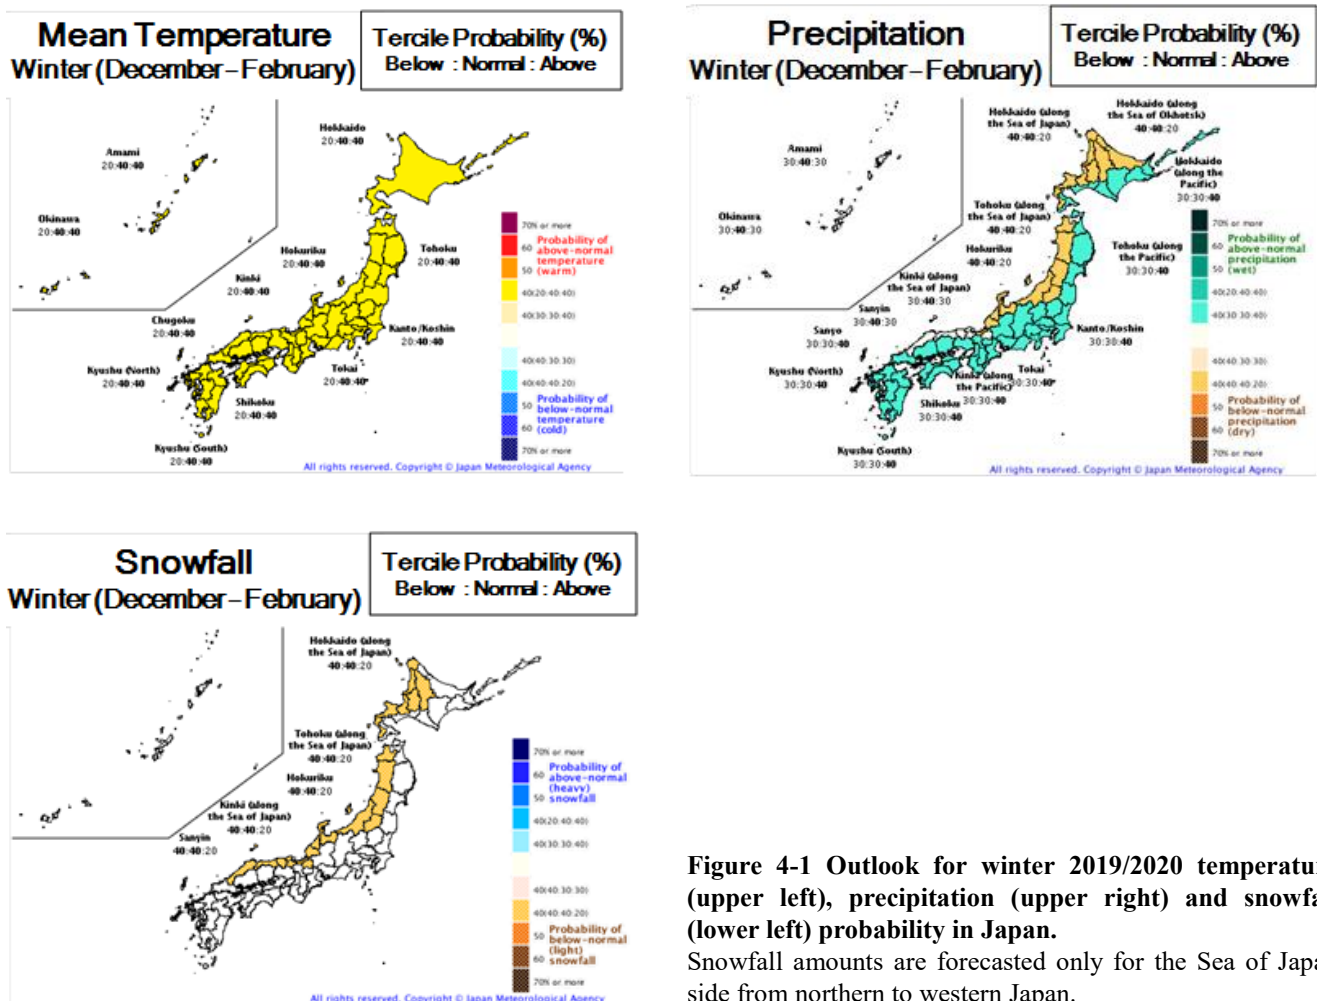 Mean Temperature
Winter (December–February)
Tercile Probability (%)
Below : Normal : Above
Hokkaido
20:40:40
Amami
20:40:40
Okinawa
20:40:40
Hokuriku
20:40:40
Tohoku
20:40:40
Kinki
20:40:40
Chugoku
20:40:40
Kanto/Koshin
20:40:40
Kyushu (North)
20:40:40
Tokai
20:40:40
Shikoku
20:40:40
Kyushu (South)
20:40:40
70% or more
60
Probability of
above-normal
temperature
(warm)
50
40(20:40:40)
40(30:30:40)
40(40:30:30)
40(40:40:20)
50
Probability of
below-normal
temperature
(cold)
60
70% or more
All rights reserved. Copyright © Japan Meteorological Agency
Precipitation
Winter (December–February)
Tercile Probability (%)
Below : Normal : Above
Hokkaido (along
the Sea of Japan)
40:40:20
Hokkaido (along
the Sea of Okhotsk)
40:40:20
Amami
30:40:30
Hokkaido
(along the
Pacific)
30:30:40
Okinawa
30:40:30
Tohoku (along
the Sea of Japan)
40:40:20
Hokuriku
40:40:20
Tohoku (along
the Pacific)
30:30:40
Kinki (along
the Sea of Japan)
30:40:30
Sanyin
30:40:30
Sanyo
30:30:40
Kanto/Koshin
30:30:40
Kyushu (North)
30:30:40
Kinki (along
the Pacific)
30:30:40
Tokai
30:30:40
Shikoku
30:30:40
Kyushu (South)
30:30:40
70% or more
60
Probability of
above-normal
precipitation
(wet)
50
40(20:40:40)
40(30:30:40)
40(40:30:30)
40(40:40:20)
50
Probability of
below-normal
precipitation
(dry)
60
70% or more
All rights reserved. Copyright © Japan Meteorological Agency
Snowfall
Winter (December–February)
Tercile Probability (%)
Below : Normal : Above
Hokkaido (along
the Sea of Japan)
40:40:20
Tohoku (along
the Sea of Japan)
40:40:20
Hokuriku
40:40:20
Kinki (along
the Sea of Japan)
40:40:20
Sanyin
40:40:20
70% or more
60
Probability of
above-normal
(heavy)
snowfall
50
40(20:40:40)
40(30:30:40)
40(40:30:30)
40(40:40:20)
50
Probability of
below-normal
(light)
snowfall
60
70% or more
All rights reserved. Copyright © Japan Meteorological Agency
Figure 4-1 Outlook for winter 2019/2020 temperatu
(upper left), precipitation (upper right) and snowfa
(lower left) probability in Japan.
Snowfall amounts are forecasted only for the Sea of Japa
side from northern to western Japan.